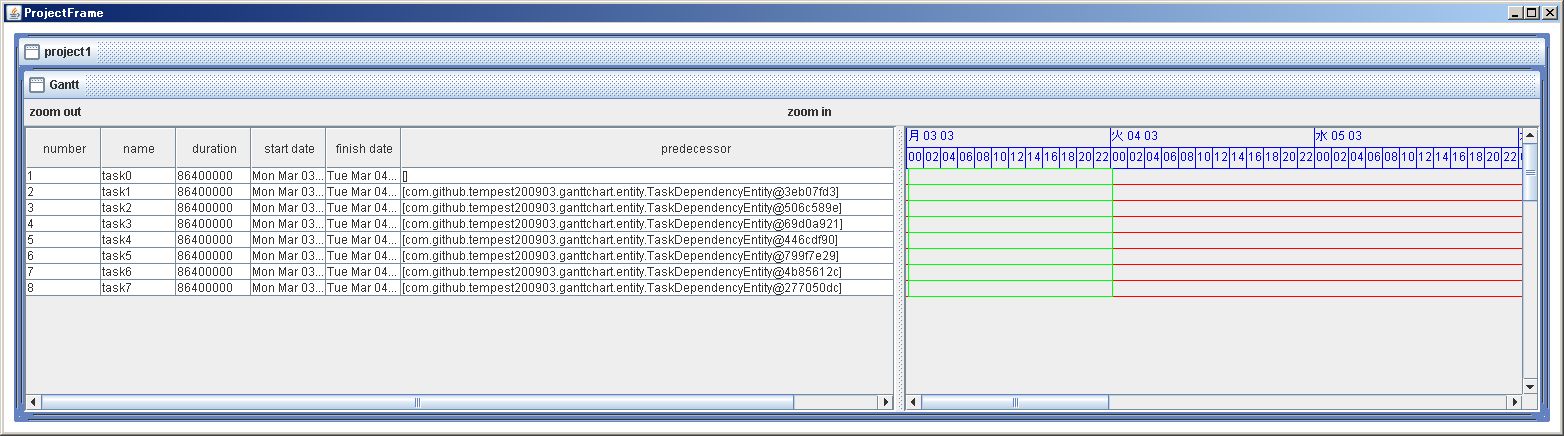 ProjectFrame
project1
Gantt
zoom out zoom in
number name duration start date finish date predecessor
月 03 03 火 04 03 水 05 03
00 02 04 06 08 10 12 14 16 18 20 22 00 02 04 06 08 10 12 14 16 18 20 22 00 02 04 06 08 10 12 14 16 18 20 22
1 task0 86400000 Mon Mar 03... Tue Mar 04... []
2 task1 86400000 Mon Mar 03... Tue Mar 04... [com.github.tempest200903.ganttchart.entity.TaskDependencyEntity@3eb07fd3]
3 task2 86400000 Mon Mar 03... Tue Mar 04... [com.github.tempest200903.ganttchart.entity.TaskDependencyEntity@506c589e]
4 task3 86400000 Mon Mar 03... Tue Mar 04... [com.github.tempest200903.ganttchart.entity.TaskDependencyEntity@69d0a921]
5 task4 86400000 Mon Mar 03... Tue Mar 04... [com.github.tempest200903.ganttchart.entity.TaskDependencyEntity@446cdf90]
6 task5 86400000 Mon Mar 03... Tue Mar 04... [com.github.tempest200903.ganttchart.entity.TaskDependencyEntity@799f7e29]
7 task6 86400000 Mon Mar 03... Tue Mar 04... [com.github.tempest200903.ganttchart.entity.TaskDependencyEntity@4b85612c]
8 task7 86400000 Mon Mar 03... Tue Mar 04... [com.github.tempest200903.ganttchart.entity.TaskDependencyEntity@277050dc]